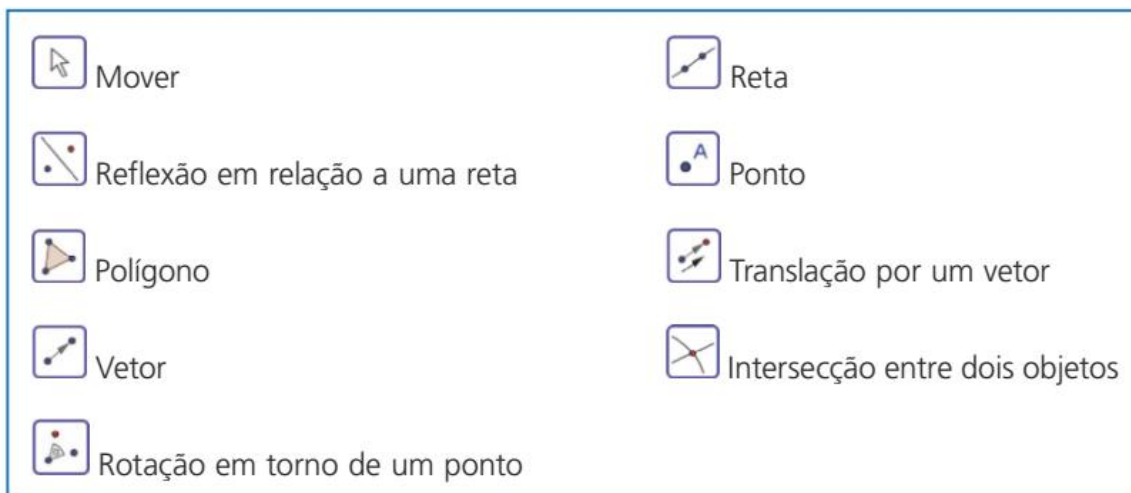 Mover
Reflexão em relação a uma reta
Polígono
Vetor
Rotação em torno de um ponto
Reta
A
Ponto
Translação por um vetor
Intersecção entre dois objetos